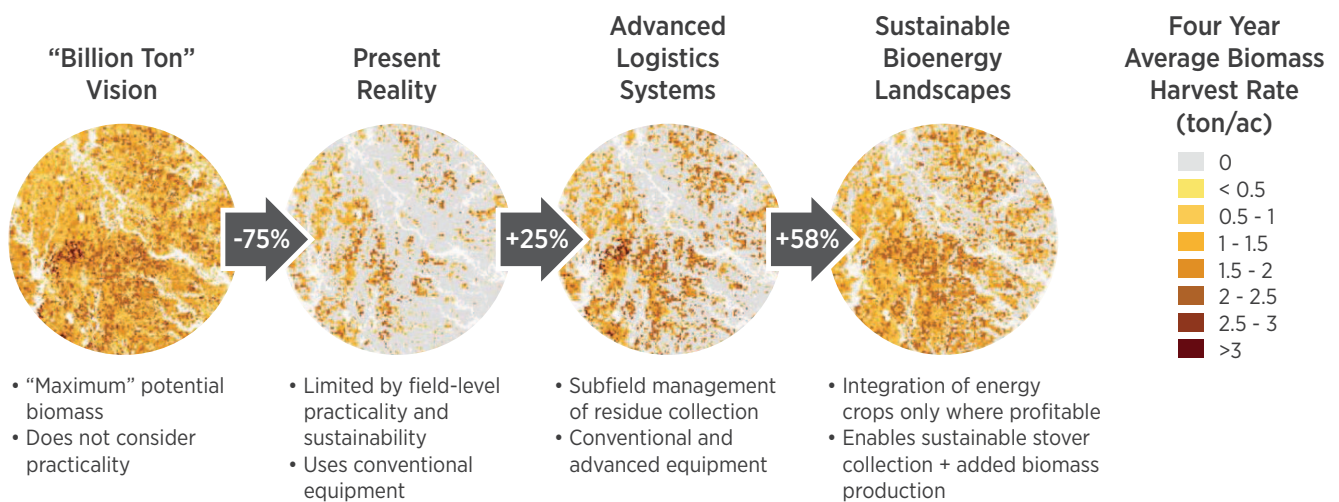 “Billion Ton”
Vision
Present
Reality
Advanced
Logistics
Systems
Sustainable
Bioenergy
Landscapes
Four Year
Average Biomass
Harvest Rate
(ton/ac)
-75%
+25%
+58%
0
< 0.5
0.5 - 1
1 - 1.5
1.5 - 2
2 - 2.5
2.5 - 3
>3
• “Maximum” potential
biomass
• Does not consider
practicality
• Limited by field-level
practicality and
sustainability
• Uses conventional
equipment
• Subfield management
of residue collection
• Conventional and
advanced equipment
• Integration of energy
crops only where profitable
• Enables sustainable stover
collection + added biomass
production